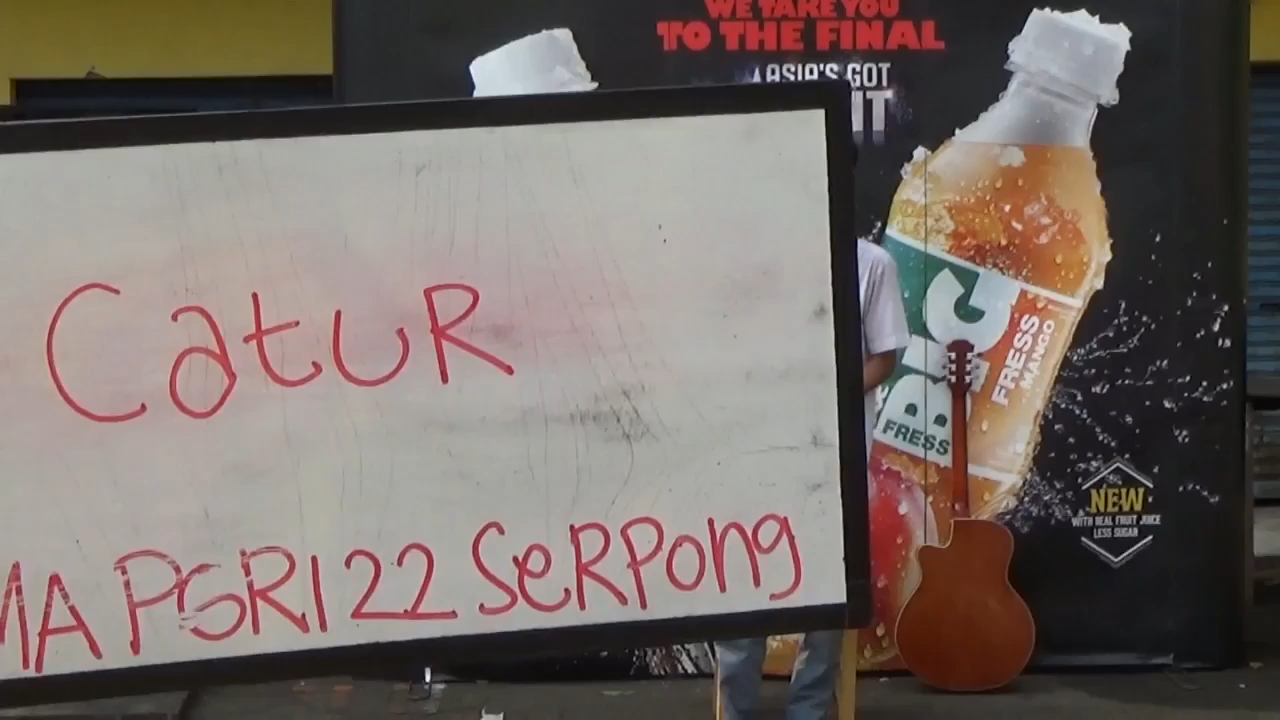 WE TAKE YOU
TO THE FINAL
ASIA'S GOT
Catur
MA PGRI 22 Serpong
BIG
FRESS
FRESS
MANGO
NEW
WITH REAL FRUIT JUICE
LESS SUGAR